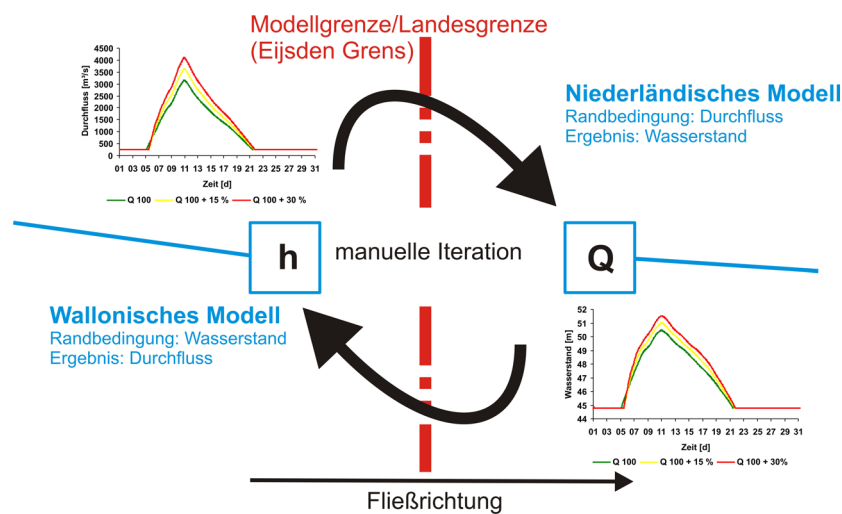 Modellgrenze/Landesgrenze
(Eijsden Grens)
Durchfluss [m³/s]
4500
4000
3500
3000
2500
2000
1500
1000
500
0
01 03 05 07 09 11 13 15 17 19 21 23 25 27 29 31
Zeit [d]
Q 100 Q 100 + 15 % Q 100 + 30 %
Niederländisches Modell
Randbedingung: Durchfluss
Ergebnis: Wasserstand
h
manuelle Iteration
Q
Wallonisches Modell
Randbedingung: Wasserstand
Ergebnis: Durchfluss
Wasserstand [m]
52
51
50
49
48
47
46
45
44
01 03 05 07 09 11 13 15 17 19 21 23 25 27 29 31
Zeit [d]
Q 100 Q 100 + 15 % Q 100 + 30%
Fließrichtung